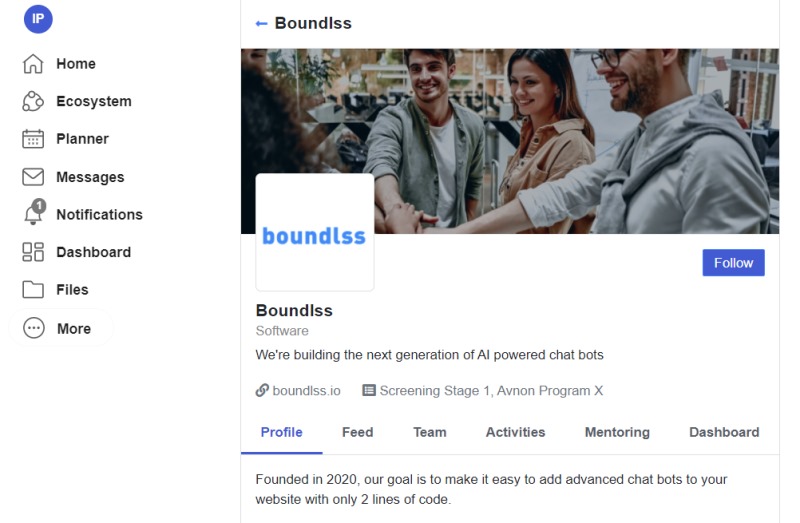 IP
Home
Ecosystem
Planner
Messages
1
Notifications
Dashboard
Files
More
Boundlss
boundlss
Follow
Boundlss
Software
We're building the next generation of AI powered chat bots
boundlss.io Screening Stage 1, Avnon Program X
Profile Feed Team Activities Mentoring Dashboard
Founded in 2020, our goal is to make it easy to add advanced chat bots to your
website with only 2 lines of code.